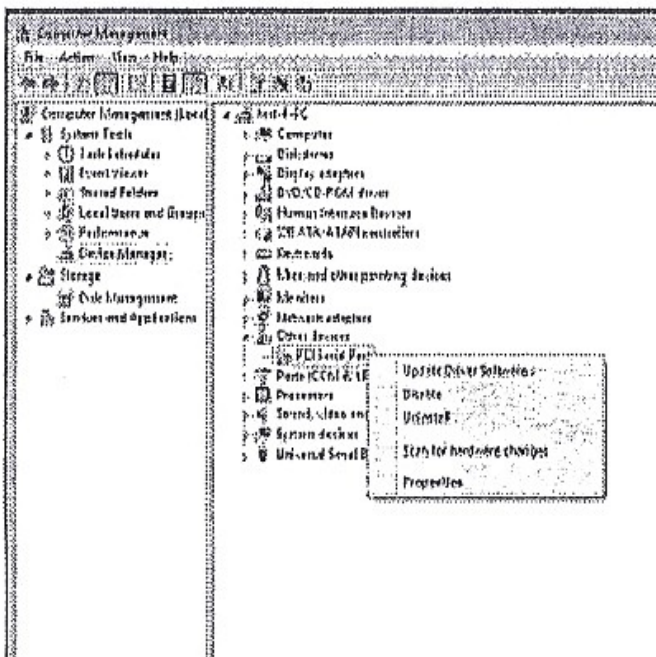 Computer Management
File Action View Help
Computer Management (Local
System Tools
Task Scheduler
Event Viewer
Shared Folders
Local Users and Groups
Performance
Device Manager
Storage
Disk Management
Services and Applications
Computer
Disk drives
Display adapters
DVD/CD-ROM drives
Human Interface Devices
IDE ATA/ATAPI controllers
Keyboards
Mice and other pointing devices
Monitors
Network adapters
Other devices
PCI Serial Port
Ports (COM & LP
Processors
Sound, video and
System devices
Universal Serial B
Update Driver Software...
Disable
Uninstall
Scan for hardware changes
Properties